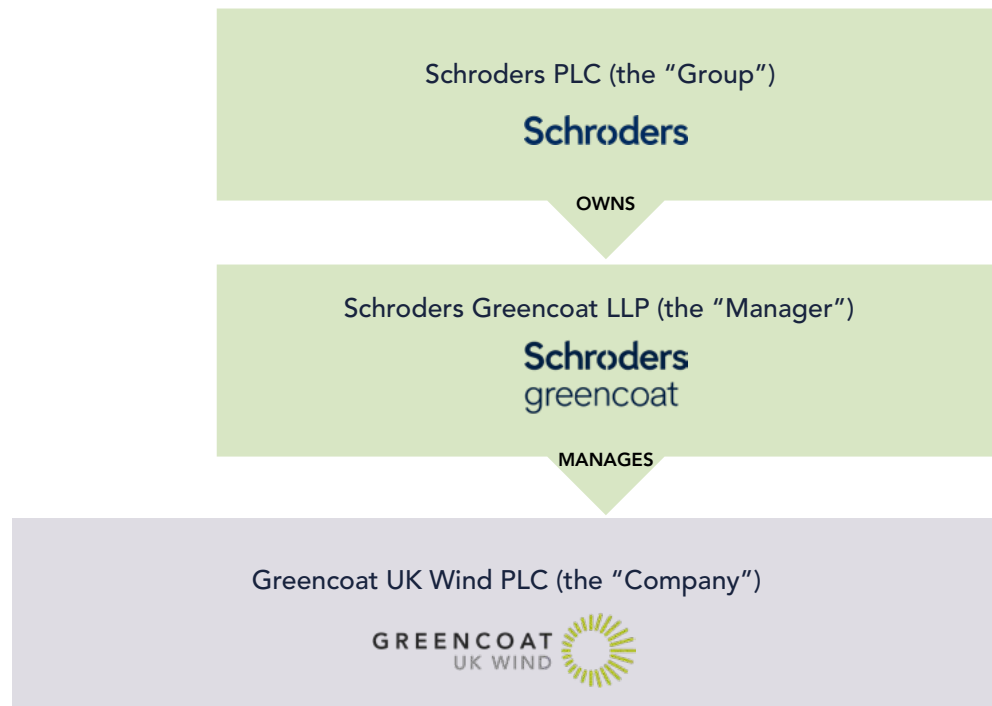 Schroders PLC (the “Group”)
Schroders
OWNS
Schroders Greencoat LLP (the “Manager”)
Schroders
greencoat
MANAGES
Greencoat UK Wind PLC (the “Company”)
GREENCOAT
UK WIND